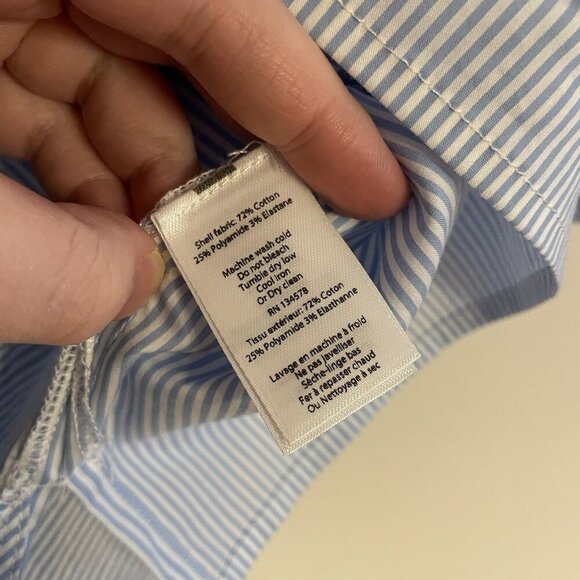 Shell fabric: 72% Cotton
25% Polyamide 3% Elastane
Machine wash cold
Do not bleach
Tumble dry low
Cool iron
Or Dry clean
RN 134578
Tissu extérieur: 72% Coton
25% Polyamide 3% Elasthanne
Lavage en machine à froid
Ne pas javelliser
Sèche-linge bas
Fer à repasser chaud
Ou Nettoyage à sec